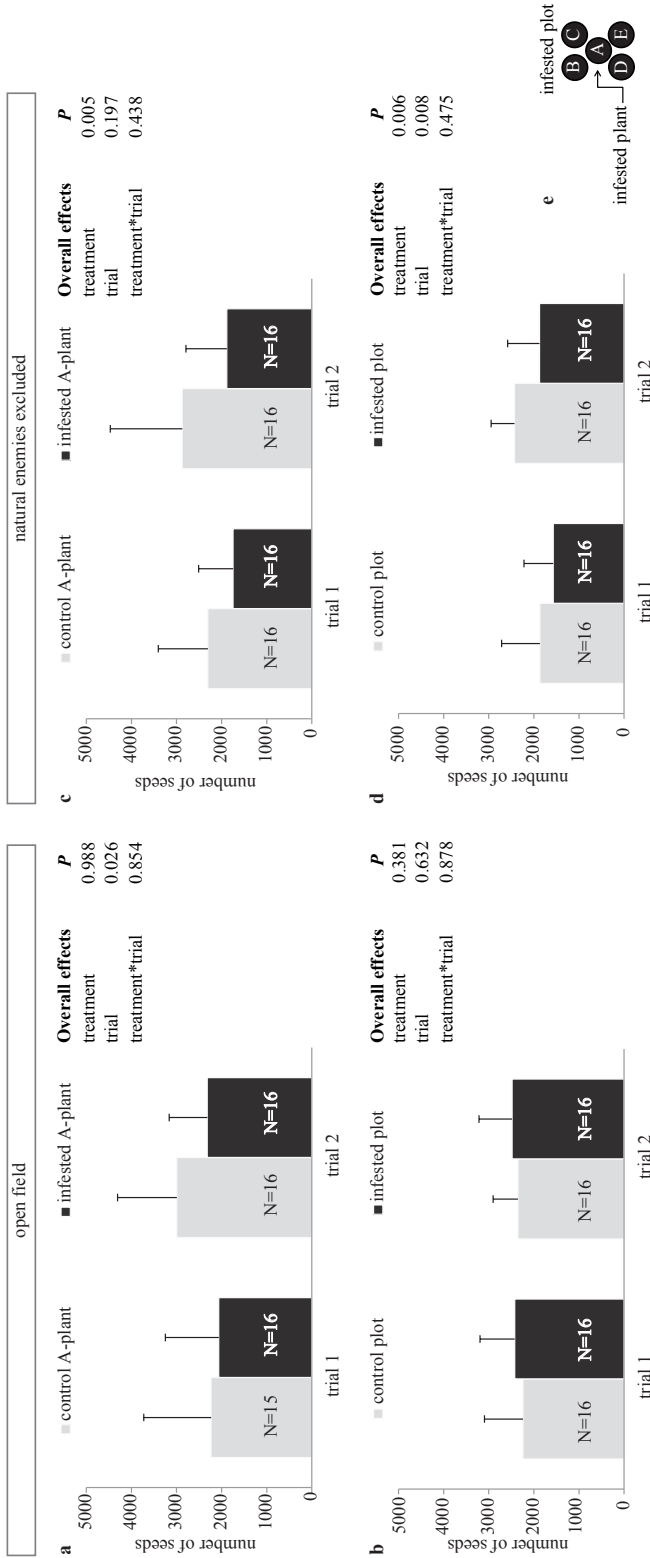 open field
natural enemies excluded
a
control A-plant
infested A-plant
Overall effects P
treatment 0.988
trial 0.026
treatment*trial 0.854
number of seeds
5000
4000
3000
2000
1000
0
N=15
N=16
N=16
N=16
trial 1
trial 2
b
control plot
infested plot
Overall effects P
treatment 0.381
trial 0.632
treatment*trial 0.878
number of seeds
5000
4000
3000
2000
1000
0
N=16
N=16
N=16
N=16
trial 1
trial 2
c
control A-plant
infested A-plant
Overall effects P
treatment 0.005
trial 0.197
treatment*trial 0.438
number of seeds
5000
4000
3000
2000
1000
0
N=16
N=16
N=16
N=16
trial 1
trial 2
d
control plot
infested plot
Overall effects P
treatment 0.006
trial 0.008
treatment*trial 0.475
number of seeds
5000
4000
3000
2000
1000
0
N=16
N=16
N=16
N=16
trial 1
trial 2
e
infested plot
B C
A
D E
infested plant